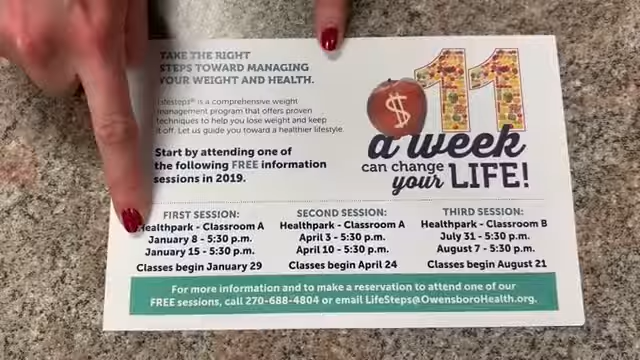 TAKE THE RIGHT
STEPS TOWARD MANAGING
YOUR WEIGHT AND HEALTH.
Lifesteps® is a comprehensive weight
management program that offers proven
techniques to help you lose weight and keep
it off. Let us guide you toward a healthier lifestyle.
Start by attending one of
the following FREE information
sessions in 2019.
$11
a week
can change
your LIFE!
FIRST SESSION:
Healthpark - Classroom A
January 8 - 5:30 p.m.
January 15 - 5:30 p.m.
Classes begin January 29
SECOND SESSION:
Healthpark - Classroom A
April 3 - 5:30 p.m.
April 10 - 5:30 p.m.
Classes begin April 24
THIRD SESSION:
Healthpark - Classroom B
July 31 - 5:30 p.m.
August 7 - 5:30 p.m.
Classes begin August 21
For more information and to make a reservation to attend one of our
FREE sessions, call 270-688-4804 or email LifeSteps@OwensboroHealth.org.